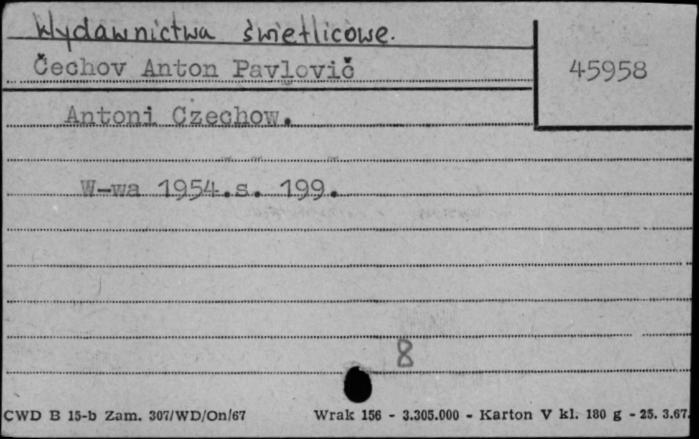 Wydawnictwa świetlicowe.
Čechov Anton Pavlovič
45958
Antoni Czechow.
W-wa 1954.s. 199.
8
CWD B 15-b Zam. 307/WD/On/67 Wrak 156 - 3.305.000 - Karton V kl. 180 g - 25. 3.67.